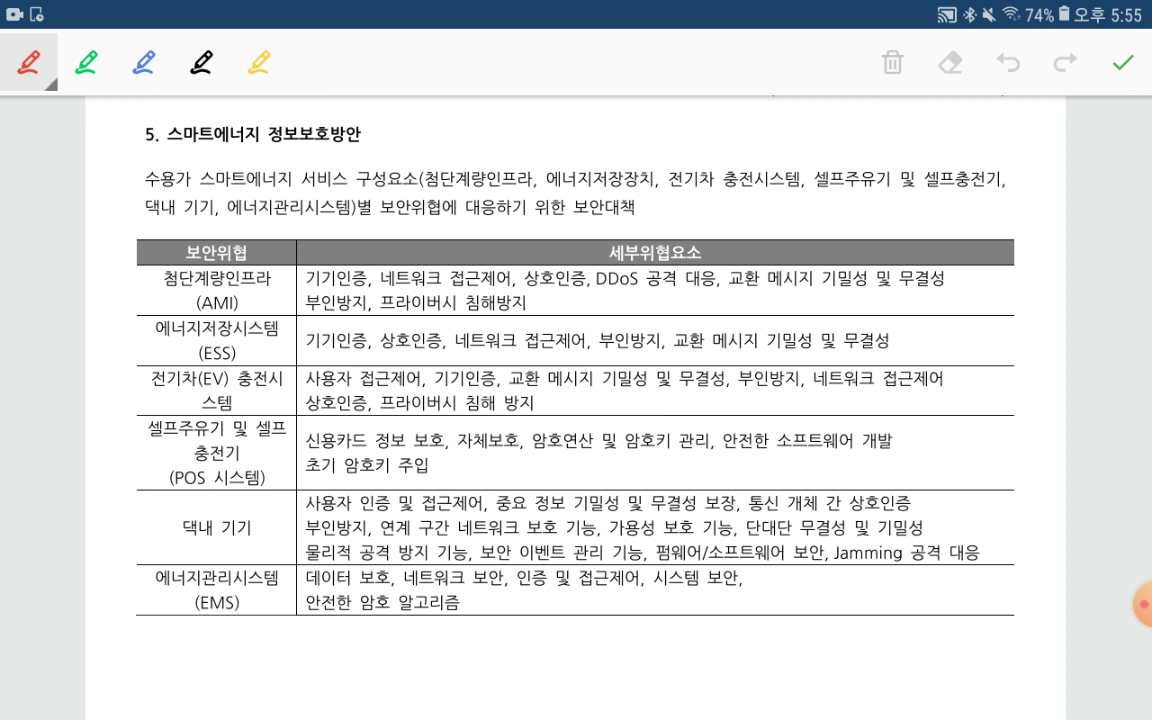 74% 오후 5:55
5. 스마트에너지 정보보호방안
수용가 스마트에너지 서비스 구성요소(첨단계량인프라, 에너지저장장치, 전기차 충전시스템, 셀프주유기 및 셀프충전기,
댁내 기기, 에너지관리시스템)별 보안위협에 대응하기 위한 보안대책
보안위협 세부위협요소
첨단계량인프라
(AMI)
기기인증, 네트워크 접근제어, 상호인증, DDoS 공격 대응, 교환 메시지 기밀성 및 무결성
부인방지, 프라이버시 침해방지
에너지저장시스템
(ESS)
기기인증, 상호인증, 네트워크 접근제어, 부인방지, 교환 메시지 기밀성 및 무결성
전기차(EV) 충전시
스템
사용자 접근제어, 기기인증, 교환 메시지 기밀성 및 무결성, 부인방지, 네트워크 접근제어
상호인증, 프라이버시 침해 방지
셀프주유기 및 셀프
충전기
(POS 시스템)
신용카드 정보 보호, 자체보호, 암호연산 및 암호키 관리, 안전한 소프트웨어 개발
초기 암호키 주입
댁내 기기
사용자 인증 및 접근제어, 중요 정보 기밀성 및 무결성 보장, 통신 개체 간 상호인증
부인방지, 연계 구간 네트워크 보호 기능, 가용성 보호 기능, 단대단 무결성 및 기밀성
물리적 공격 방지 기능, 보안 이벤트 관리 기능, 펌웨어/소프트웨어 보안, Jamming 공격 대응
에너지관리시스템
(EMS)
데이터 보호, 네트워크 보안, 인증 및 접근제어, 시스템 보안,
안전한 암호 알고리즘